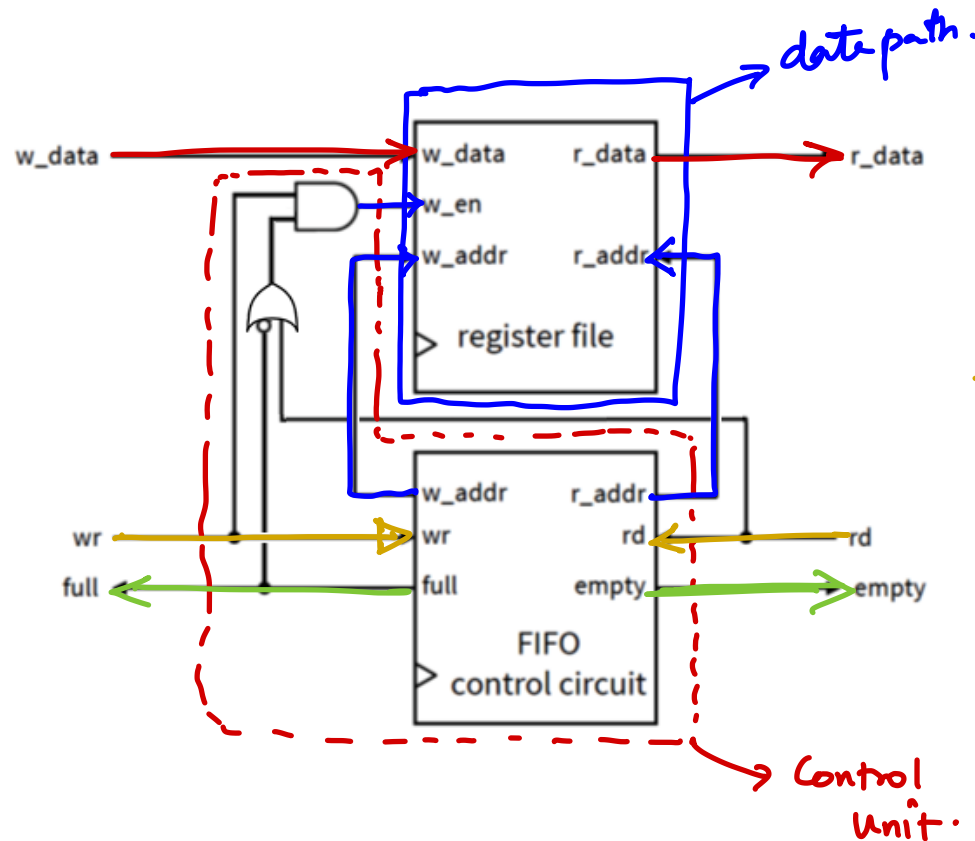 data path.
w_data
w_data
r_data
r_data
w_en
w_addr
r_addr
register file
w_addr
r_addr
wr
wr
rd
rd
full
full
empty
empty
FIFO
control circuit
Control
Unit.